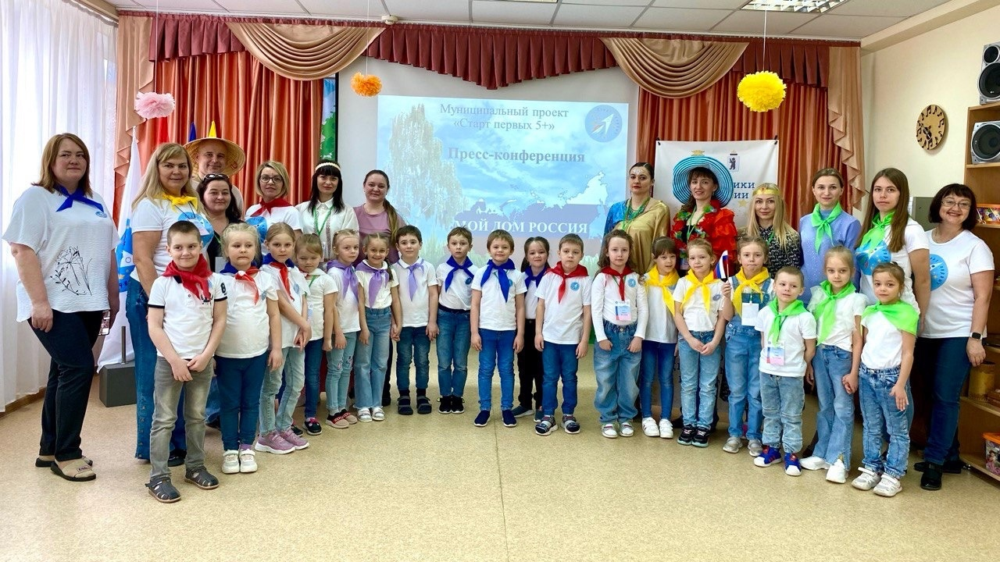 Муниципальный проект
«Старт первых 5+»
Пресс-конференция
МОЙ ДОМ РОССИЯ